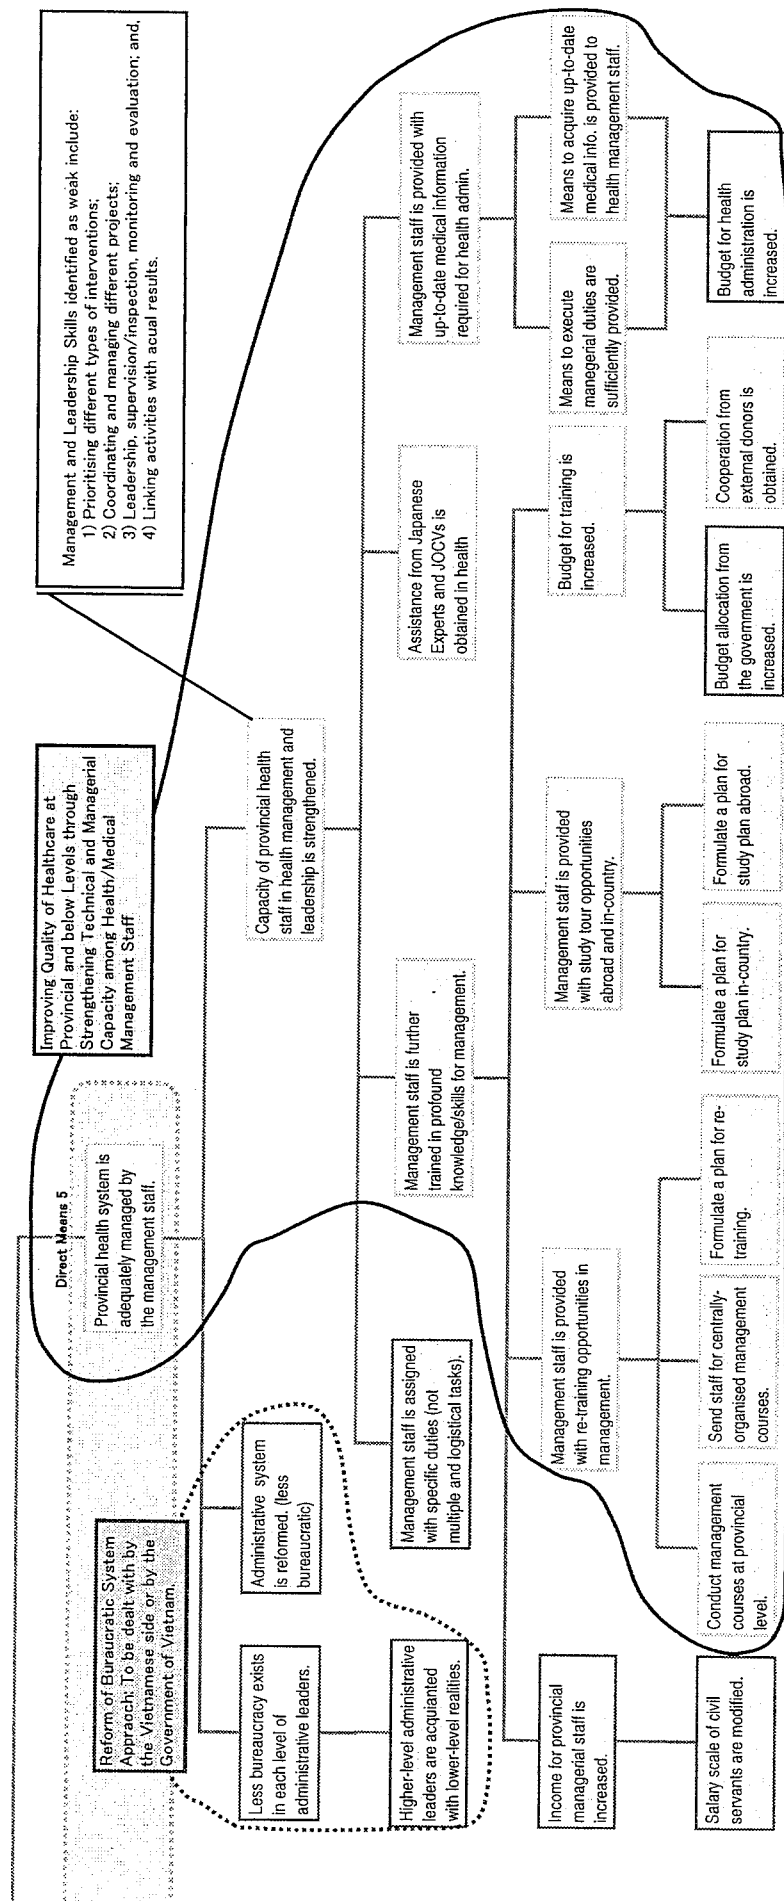 Management and Leadership Skills identified as weak include:
1) Prioritising different types of interventions;
2) Coordinating and managing different projects;
3) Leadership, supervision/inspection, monitoring and evaluation; and,
4) Linking activities with acual results.
Improving Quality of Healthcare at
Provincial and below Levels through
Strengthening Technical and Managerial
Capacity among Health/Medical
Management Staff
Direct Means 5
Provincial health system is
adequately managed by
the management staff.
Reform of Buraucratic System
Appraoch: To be dealt with by
the Vietnamese side or by the
Government of Vietnam.
Less bureaucracy exists
in each level of
administrative leaders.
Administrative system
is reformed. (less
bureaucratic)
Capacity of provincial health
staff in health management and
leadership is strengthened.
Higher-level administrative
leaders are acquianted
with lower-level realities.
Management staff is assigned
with specific duties (not
multiple and logistical tasks).
Management staff is further
trained in profound
knowledge/skills for management.
Assistance from Japanese
Experts and JOCVs is
obtained in health
Management staff is provided with
up-to-date medical information
required for health admin.
Income for provincial
managerial staff is
increased.
Management staff is provided
with re-training opportunities in
management.
Management staff is provided
with study tour opportunities
abroad and in-country.
Budget for training is
increased.
Means to execute
manegerial duties are
sufficiently provided.
Means to acquire up-to-date
medical info. is provided to
health management staff.
Salary scale of civil
servants are modified.
Conduct management
courses at provincial
level.
Send staff for centrally-
organised management
courses.
Formulate a plan for re-
training.
Formulate a plan for
study plan in-country.
Formulate a plan for
study plan abroad.
Budget allocation from
the government is
increased.
Cooperation from
external donors is
obtained.
Budget for health
administration is
increased.